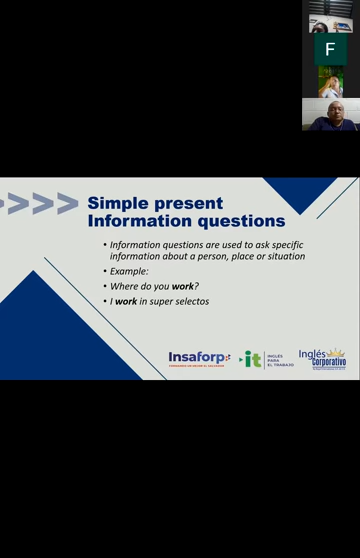 F
>>>>
Simple present
Information questions
• Information questions are used to ask specific
information about a person, place or situation
• Example:
• Where do you work?
• I work in super selectos
Insaforp
it
INGLÉS
PARA
EL TRABAJO
Inglés
Corporativo